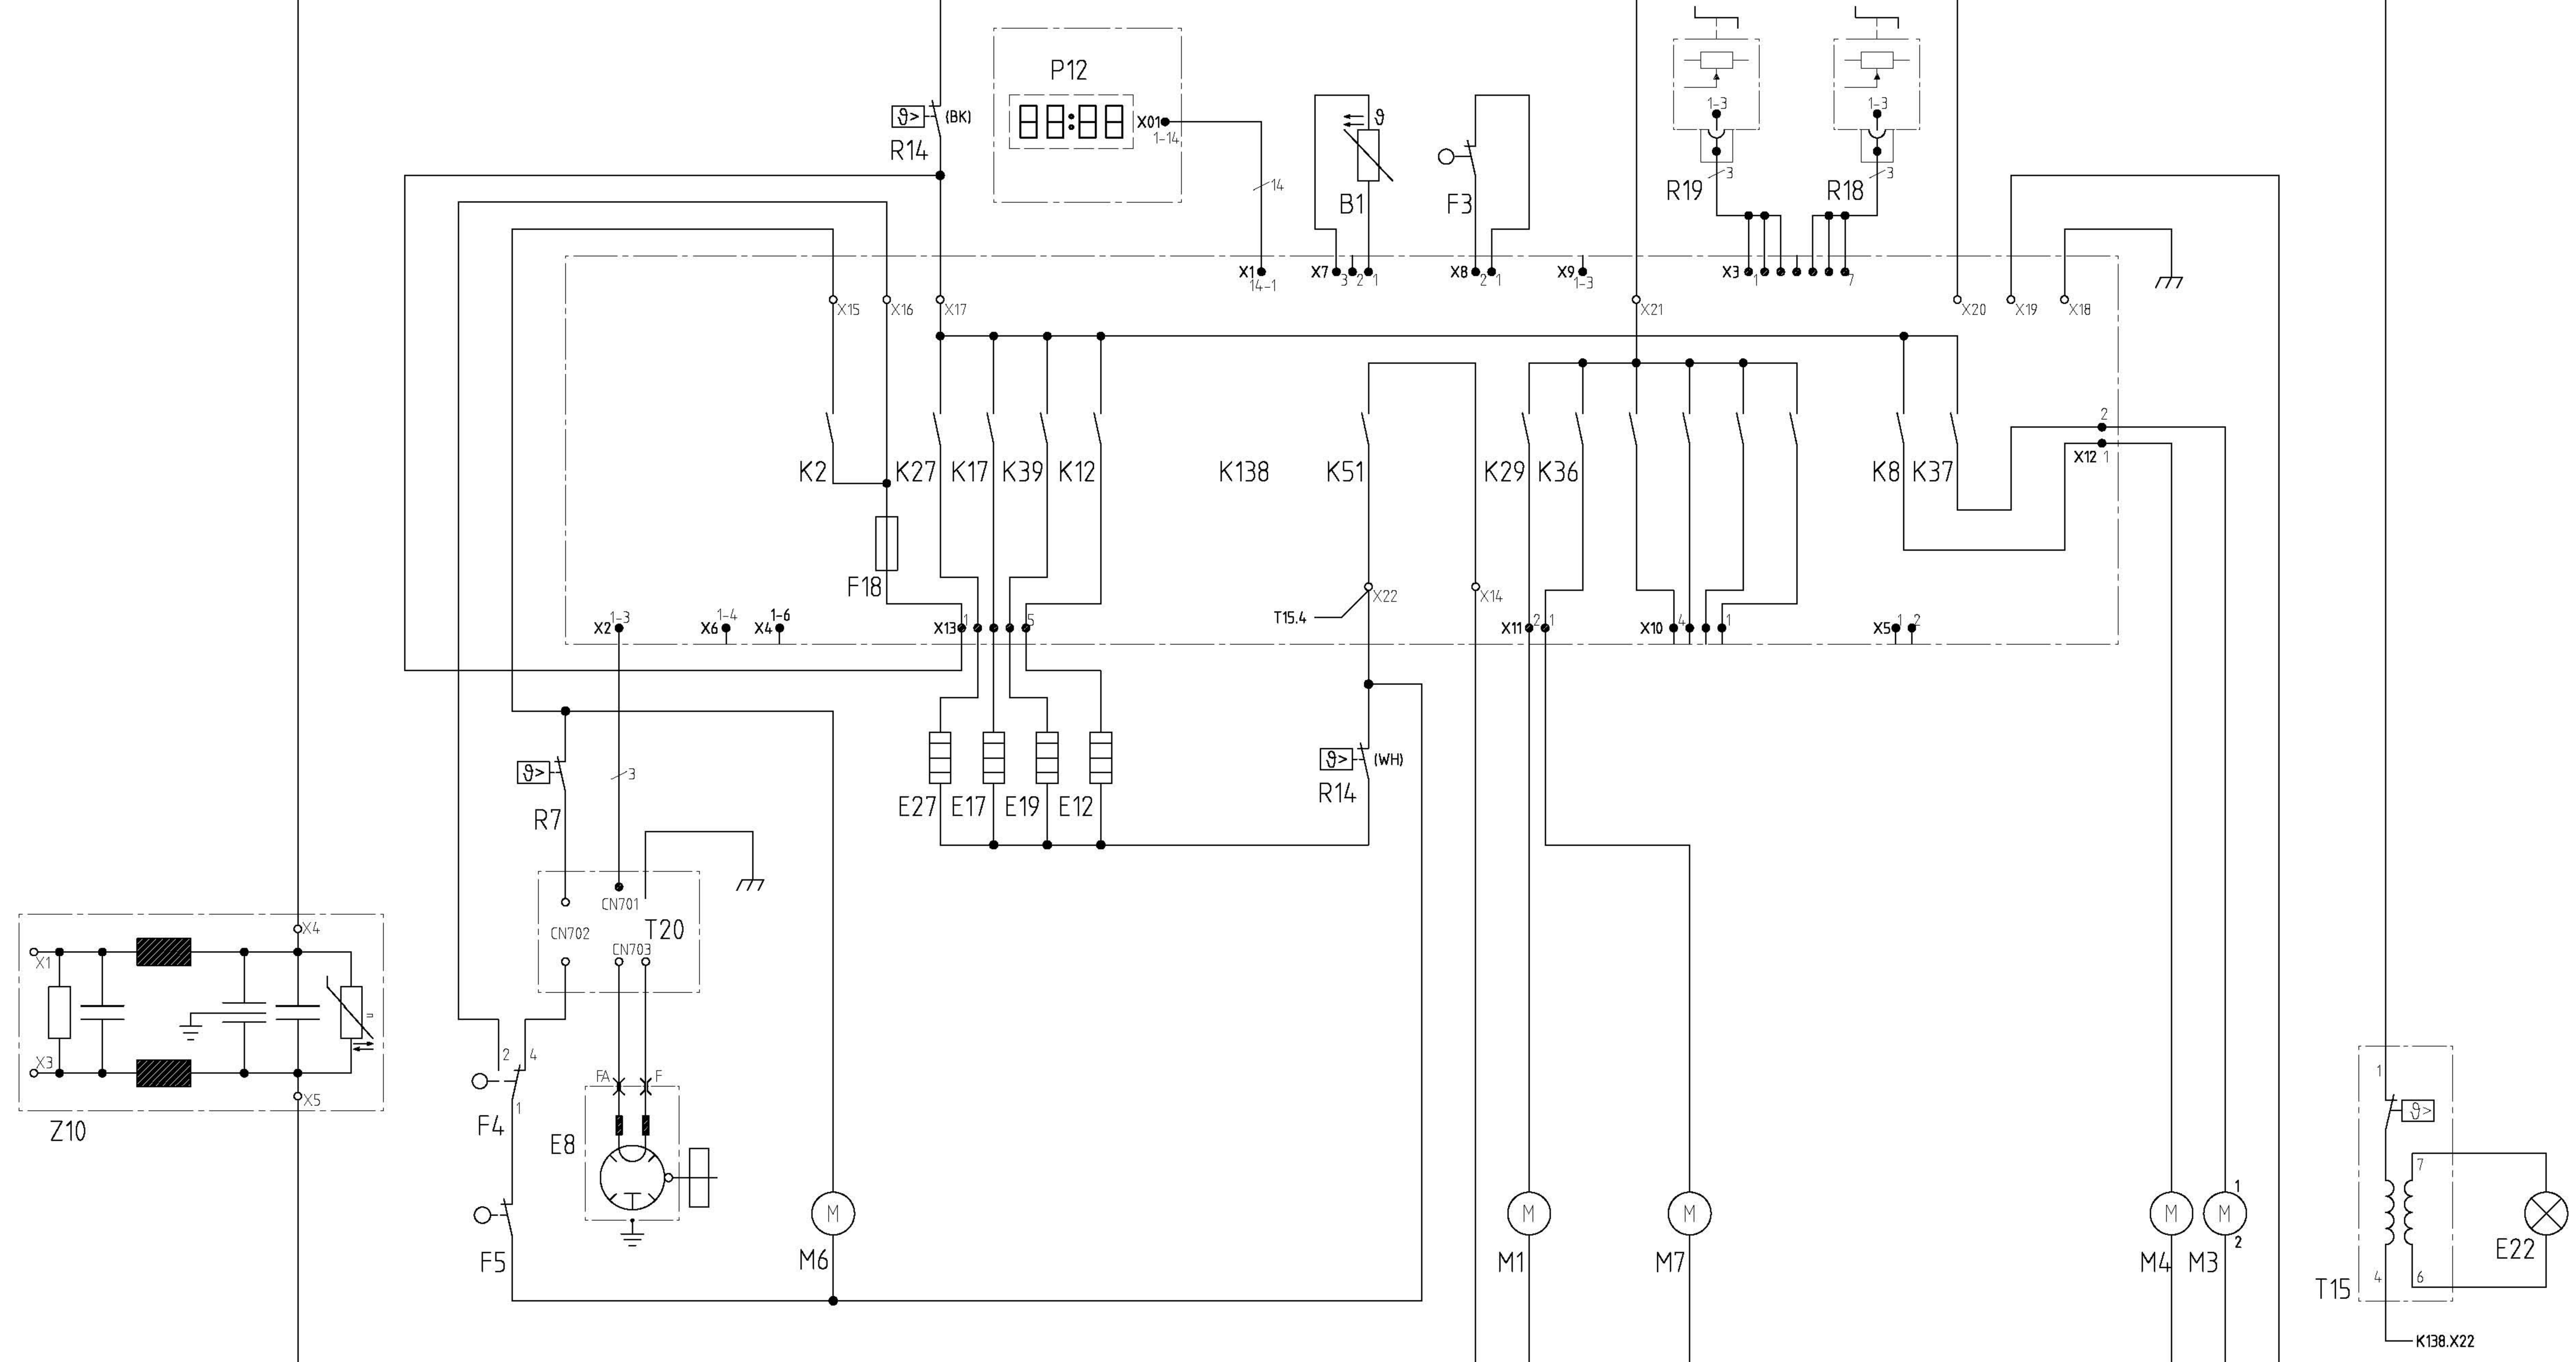 P12
88:88
X01
1-14
ϑ>
(BK)
R14
14
ϑ
B1
F3
1-3
1-3
R19
3
R18
3
X1
14-1
X7
3
2
1
X8
2
1
X9
1-3
X3
1
7
X15
X16
X17
X21
X20
X19
X18
K2
K27
K17
K39
K12
K138
K51
K29
K36
K8
K37
2
X12
1
F18
T15.4
X22
X14
X2
1-3
X6
1-4
X4
1-6
X13
1
5
X11
2
1
X10
4
1
X5
1
2
ϑ>
R7
3
E27
E17
E19
E12
ϑ>
(WH)
R14
CN701
CN702
T20
CN703
X4
X1
X3
X5
Z10
2
4
1
F4
F5
FA
F
E8
M
M6
M
M1
M
M7
M
M4
M
M3
1
2
1
ϑ>
7
4
6
T15
E22
K138.X22